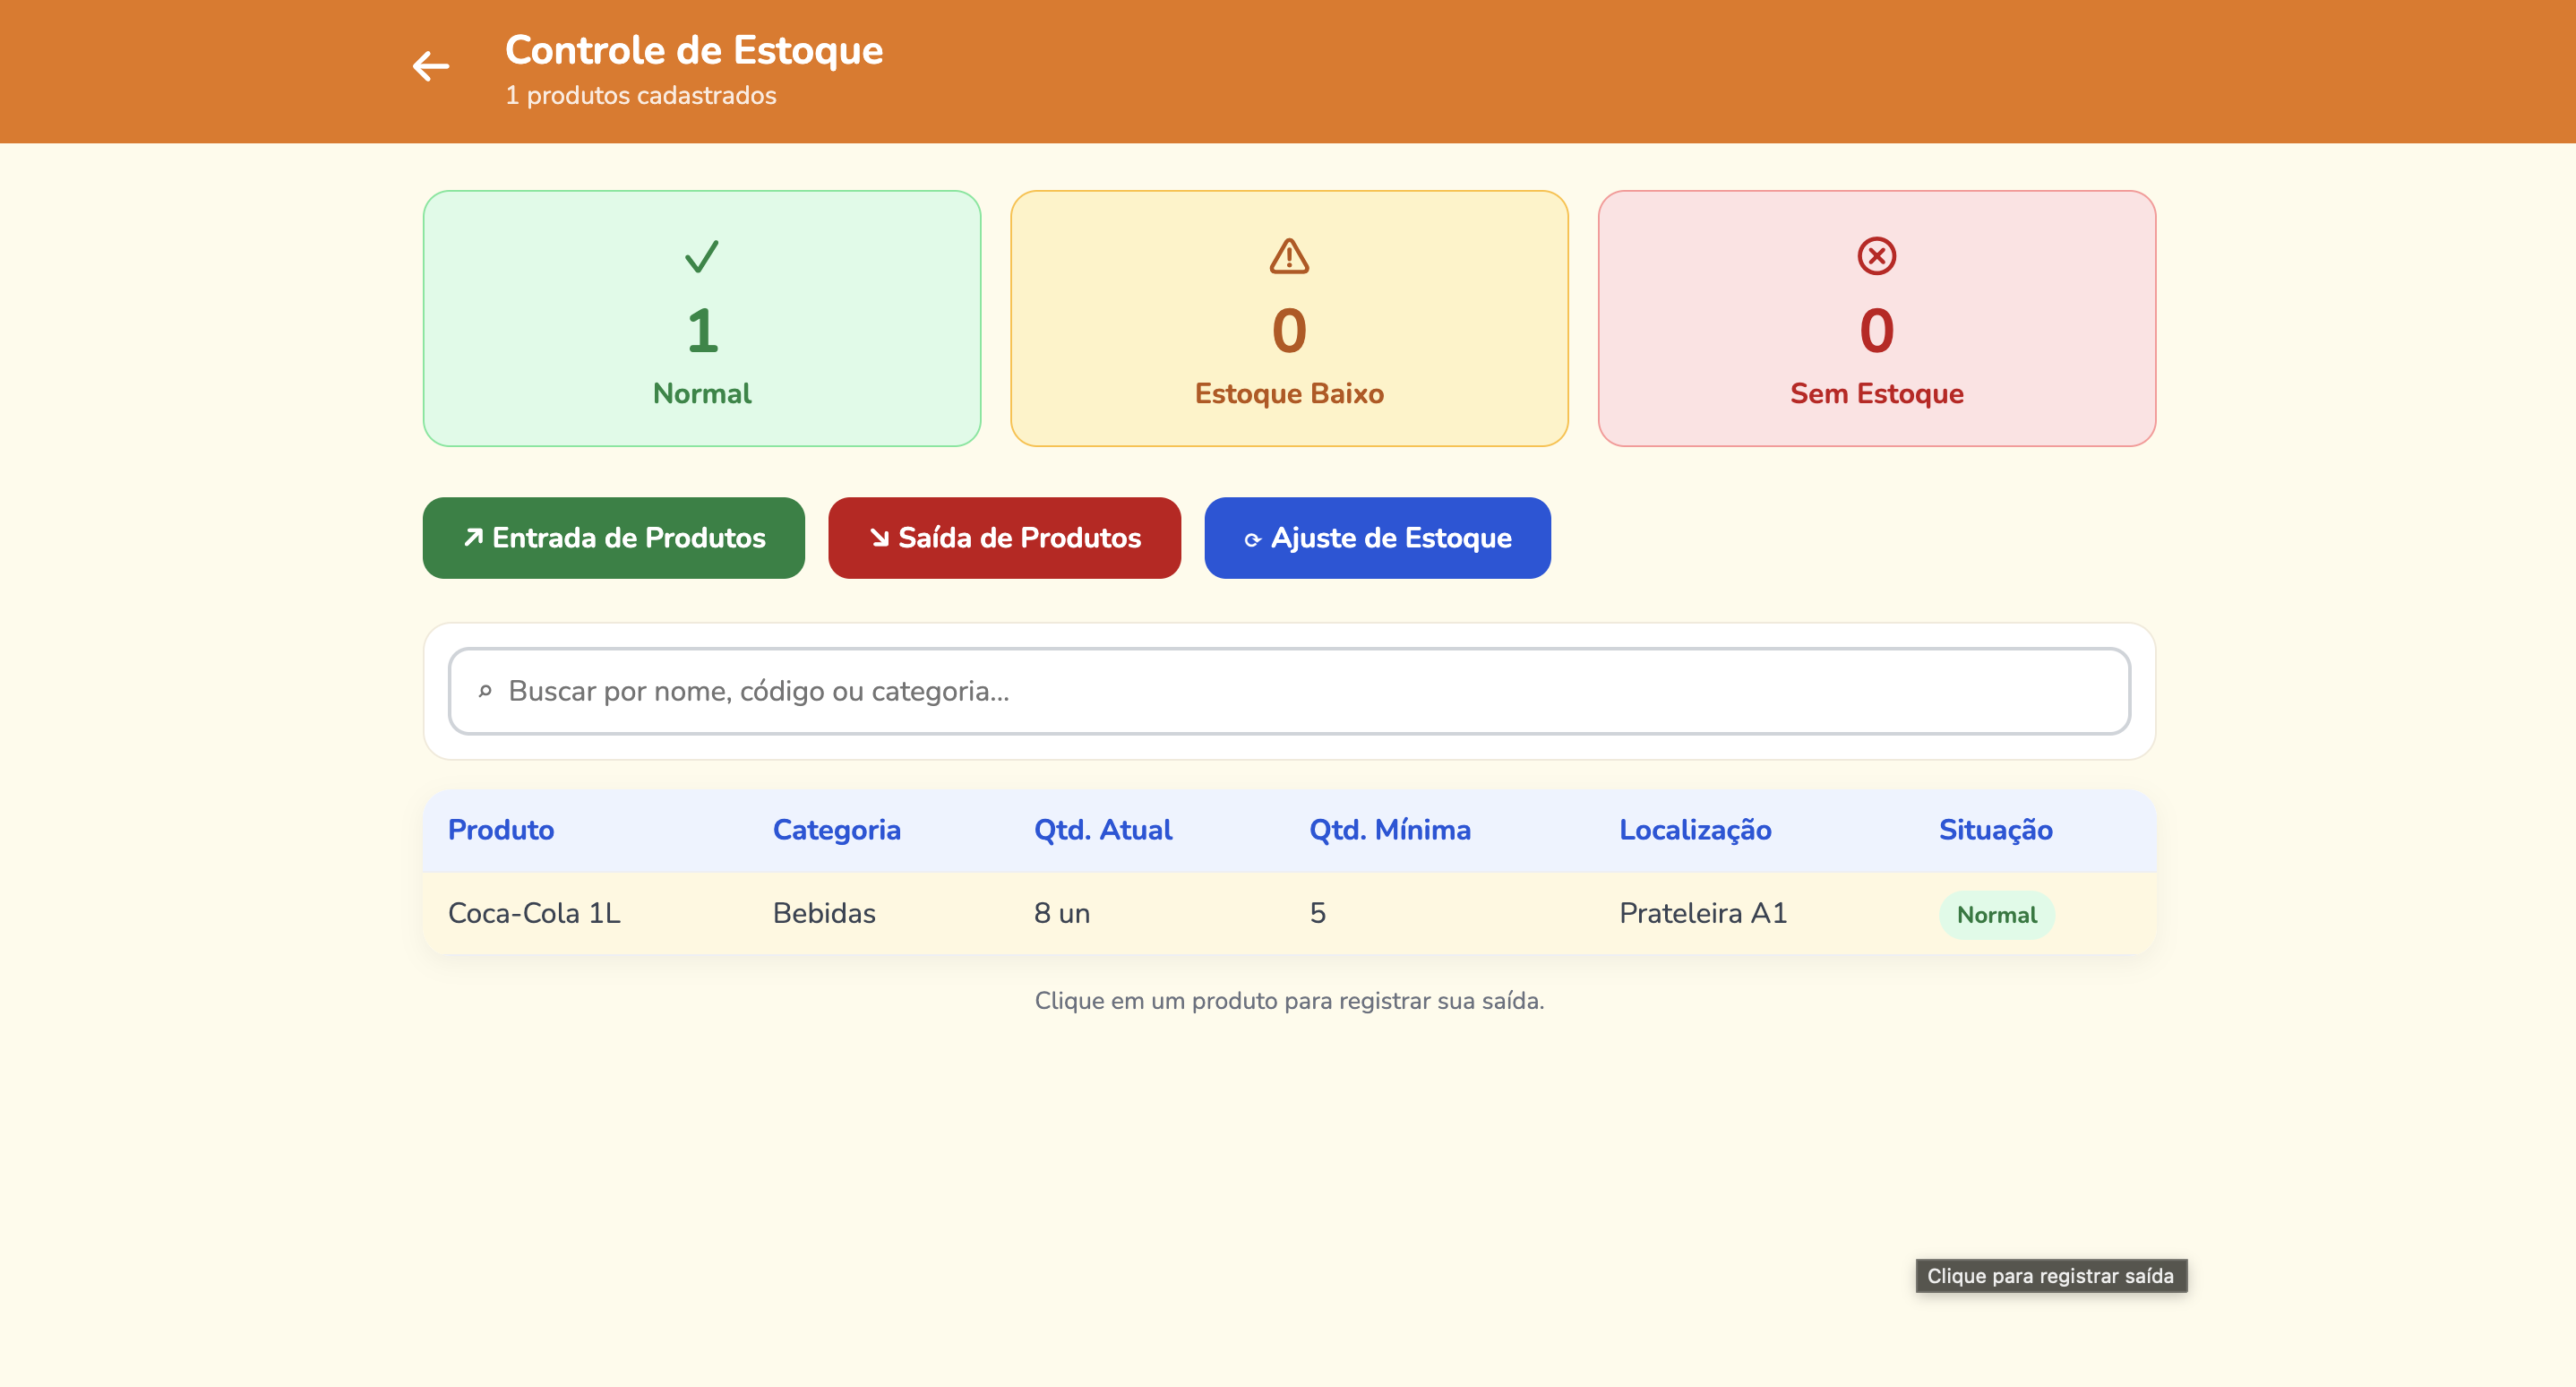 Controle de Estoque
1 produtos cadastrados
1
Normal
0
Estoque Baixo
0
Sem Estoque
↗ Entrada de Produtos
↘ Saída de Produtos
⟳ Ajuste de Estoque
Buscar por nome, código ou categoria...
Produto Categoria Qtd. Atual Qtd. Mínima Localização Situação
Coca-Cola 1L Bebidas 8 un 5 Prateleira A1 Normal
Clique em um produto para registrar sua saída.
Clique para registrar saída